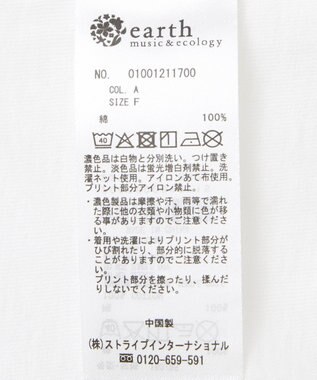 earth
music & ecology
NO. 01001211700
COL. A
SIZE F
綿 100%
40
濃色品は白物と分別洗い。つけ置き
禁止。淡色品は蛍光増白剤禁止。洗
濯ネット使用。アイロンあて布使用。
プリント部分アイロン禁止。
・濃色製品は摩擦や汗、雨等で濡れ
た際に他の衣類や小物類に色が移
る事がありますのでご注意くださ
い。
・着用や洗濯によりプリント部分が
ひび割れたり、部分的に脱落する
ことがありますのでご注意くださ
い。
プリント部分を擦ったり、揉んだ
りしないでください。
中国製
(株)ストライプインターナショナル
0120-659-591